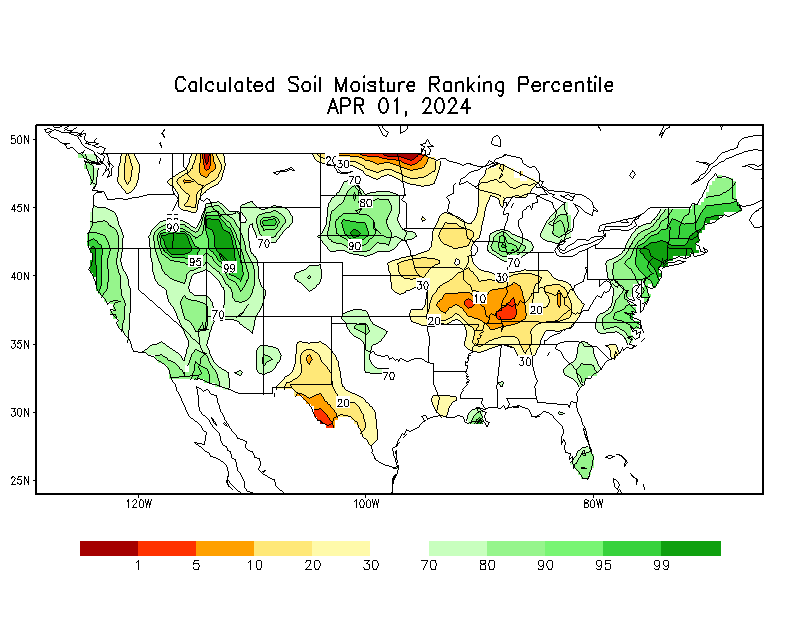 Calculated Soil Moisture Ranking Percentile
APR 01, 2024
50N
30
70
45N
80
90
70
90
95
99
70
40N
30
30
10
20
70
20
35N
30
70
20
30N
25N
120W 100W 80W
1 5 10 20 30 70 80 90 95 99